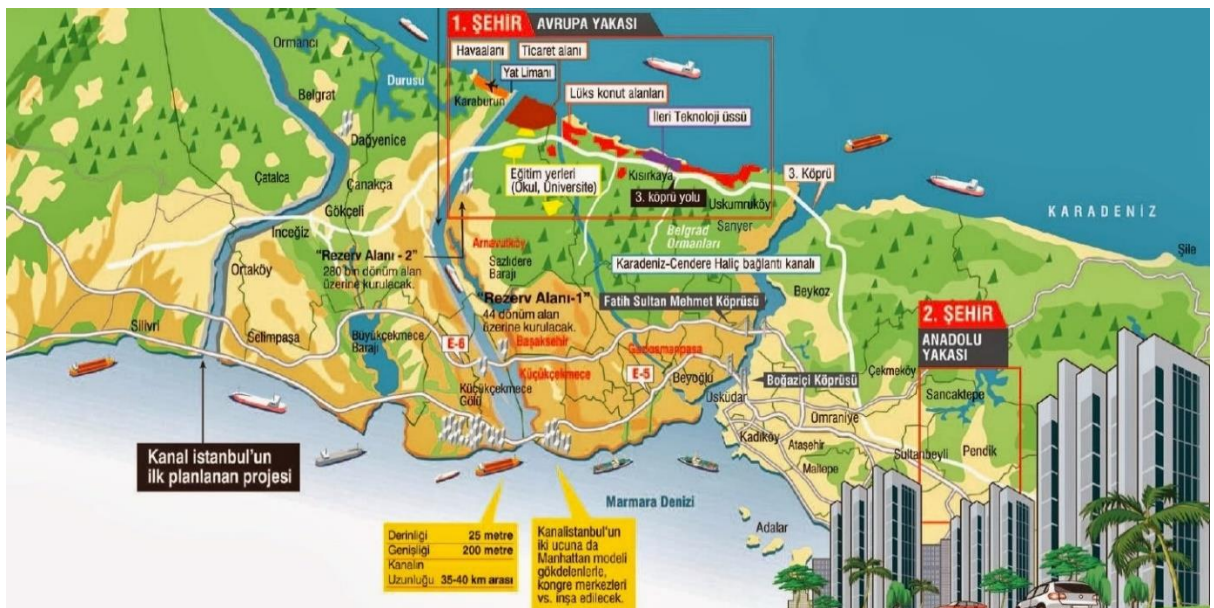 1. ŞEHİR
AVRUPA YAKASI
Havaalanı
Ticaret alanı
Yat Limanı
Lüks konut alanları
İleri Teknoloji üssü
Ormancı
Durusu
Karaburun
Belgrat
Dağyenice
Eğitim yerleri
(Okul, Üniversite)
Kısırkaya
3. köprü yolu
3. Köprü
Uskumruköy
Sarıyer
Belgrad
Ormanları
KARADENİZ
Şile
Çatalca
Çanakça
Gökçeli
İnceğiz
"Rezerv Alanı - 2"
280 bin dönüm alan
üzerine kurulacak.
Arnavutköy
Sazlıdere
Barajı
Karadeniz-Cendere Haliç bağlantı kanalı
Beykoz
Ortaköy
"Rezerv Alanı-1"
44 dönüm alan
üzerine kurulacak.
Fatih Sultan Mehmet Köprüsü
2. ŞEHİR
ANADOLU
YAKASI
Silivri
Selimpaşa
Büyükçekmece
Barajı
E-6
Başakşehir
Küçükçekmece
Küçükçekmece
Gölü
E-5
Beyoğlu
Boğaziçi Köprüsü
Çekmeköy
Sancaktepe
Üsküdar
Ümraniye
Kadıköy
Ataşehir
Maltepe
Sultanbeyli
Pendik
Kanal istanbul'un
ilk planlanan projesi
Marmara Denizi
Adalar
Derinliği 25 metre
Genişliği 200 metre
Kanalın
Uzunluğu 35-40 km arası
Kanalistanbul'un
iki ucuna da
Manhattan modeli
gökdelenlerle,
kongre merkezleri
vs. inşa edilecek.